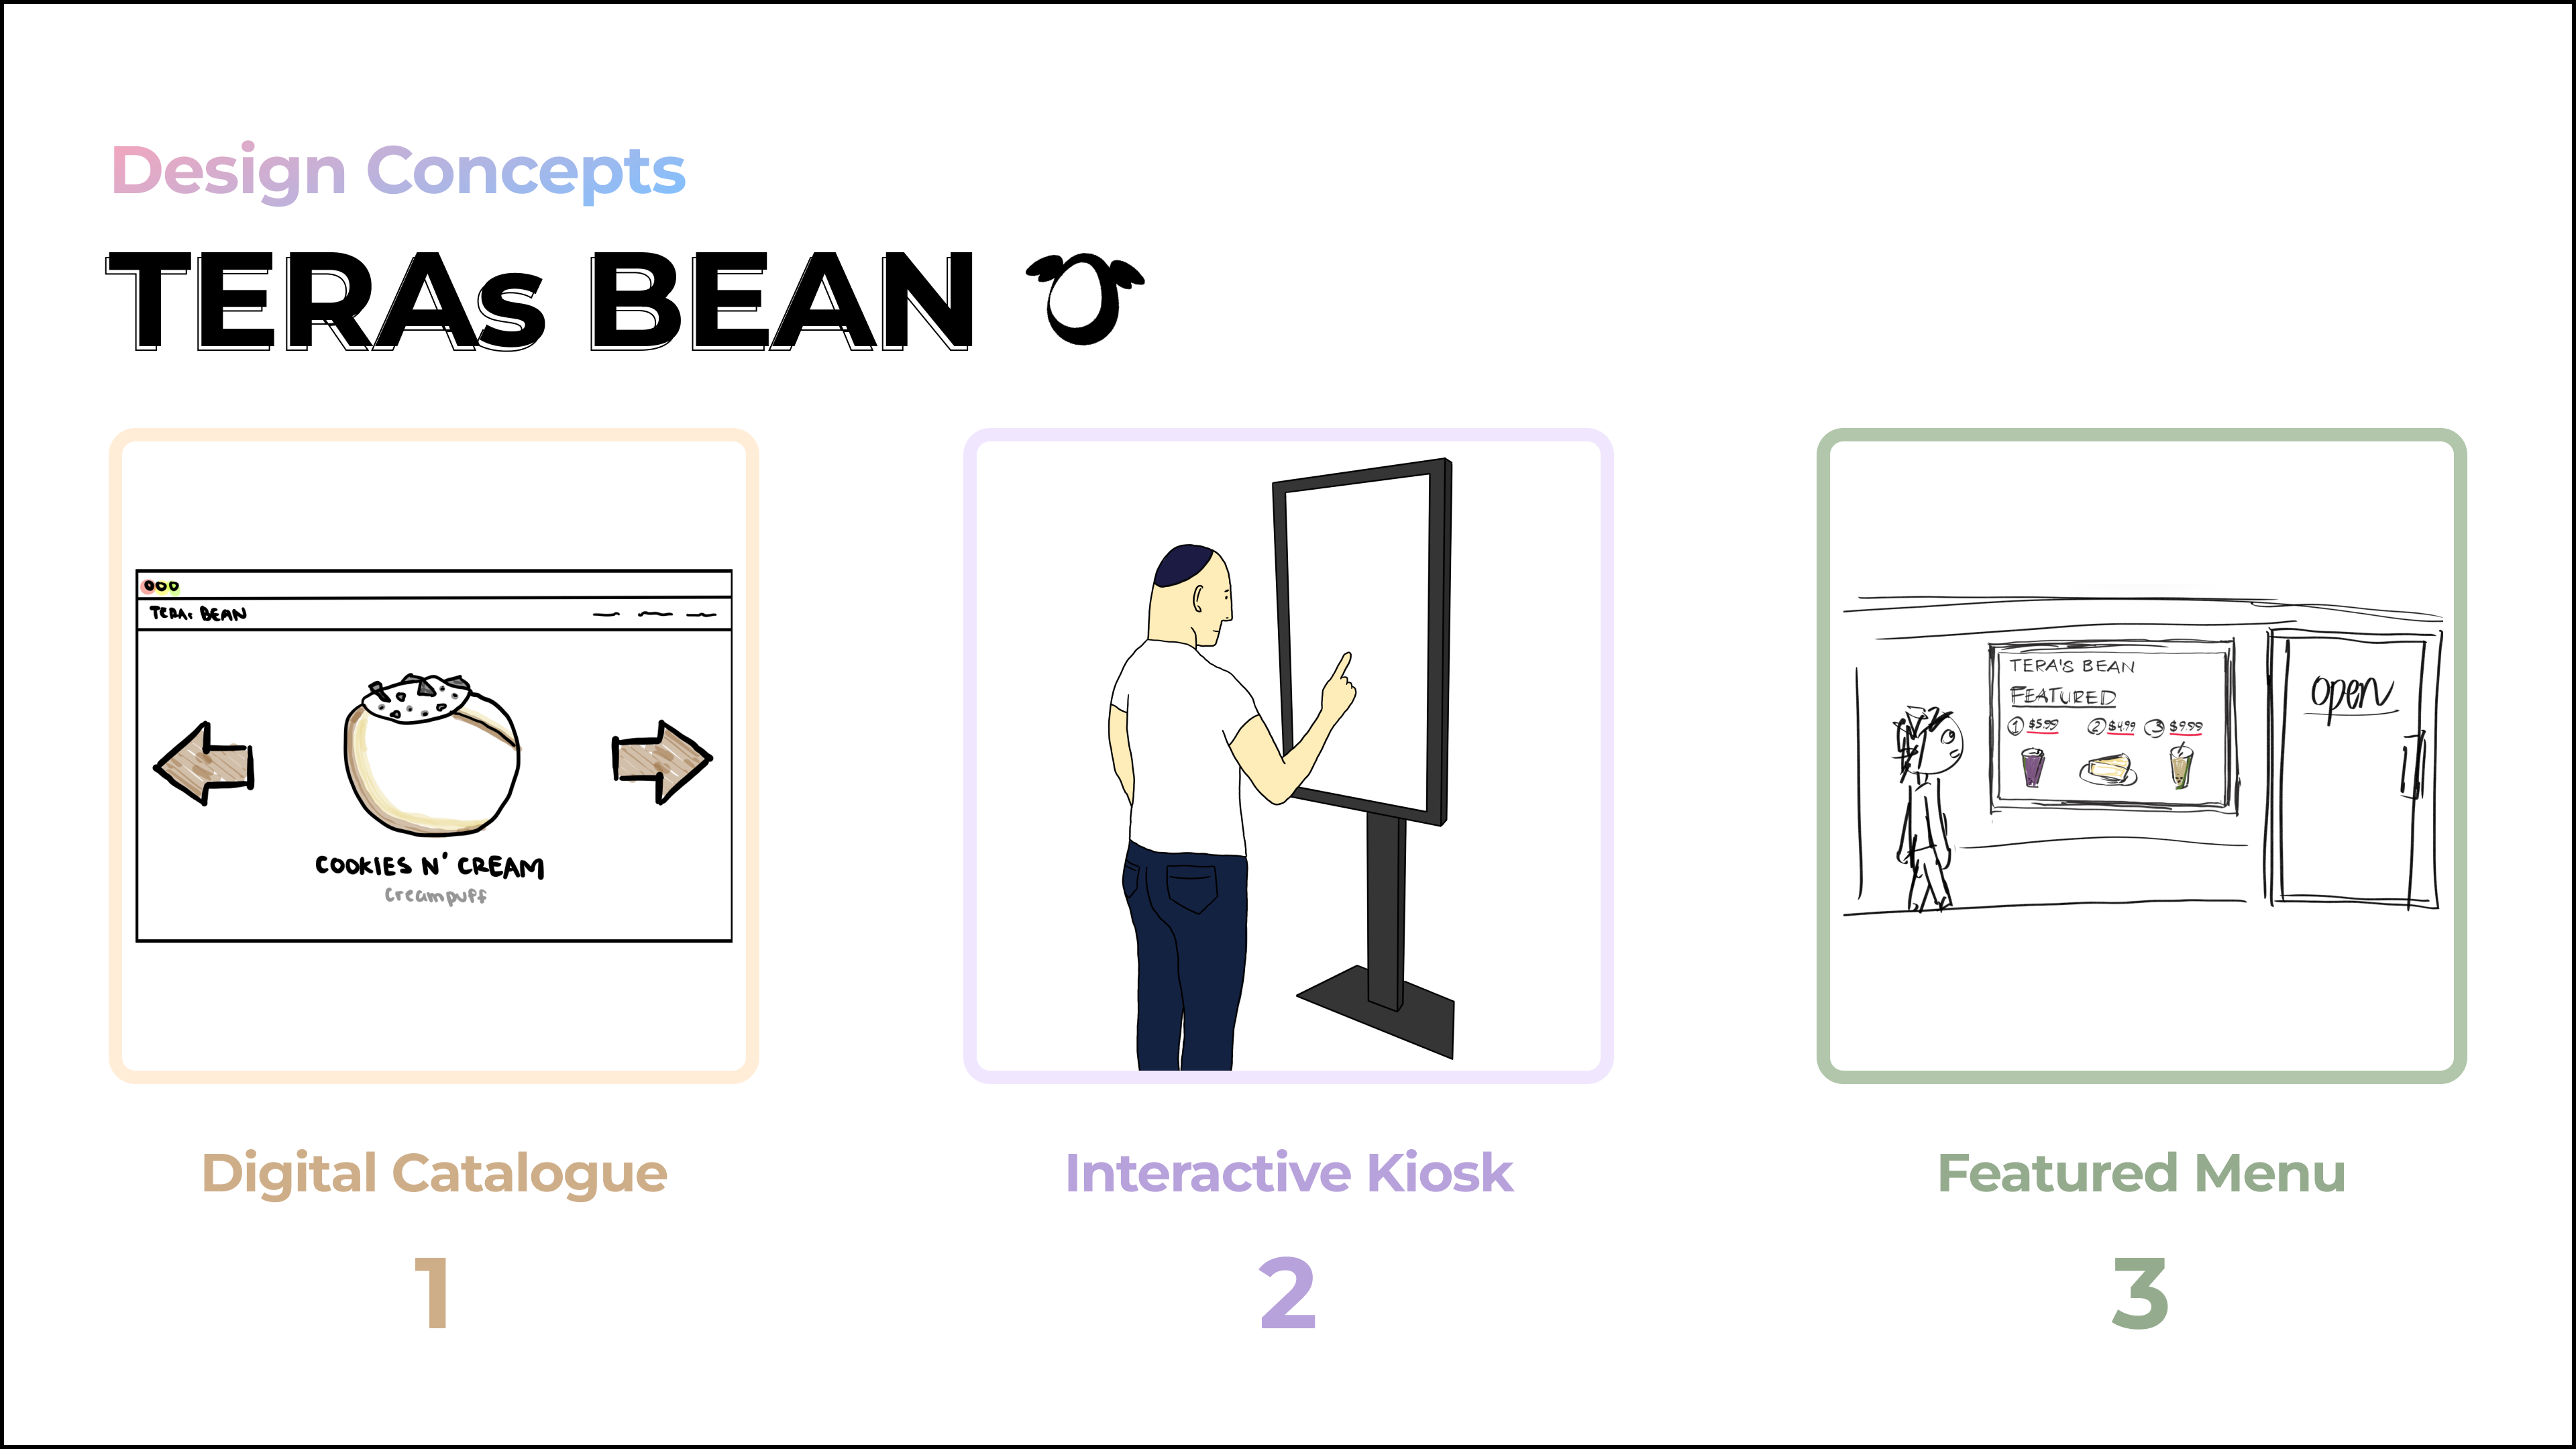 Design Concepts
TERAs BEAN
TERAs BEAN
COOKIES N' CREAM
creampuff
TERA'S BEAN
FEATURED
1 $5.99 2 $4.99 3 $9.99
open
Digital Catalogue
Interactive Kiosk
Featured Menu
1
2
3